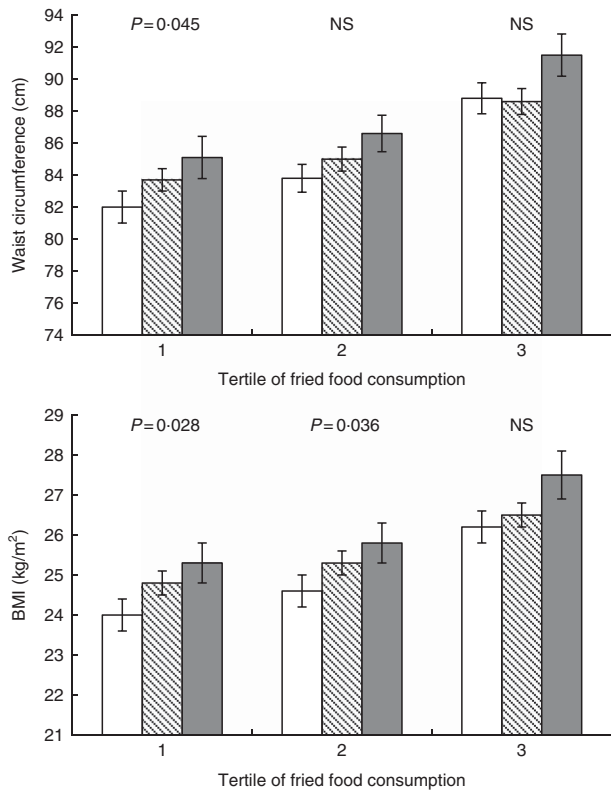 P=0·045 NS NS
Waist circumference (cm)
94
92
90
88
86
84
82
80
78
76
74
1 2 3
Tertile of fried food consumption
P=0·028 P=0·036 NS
BMI (kg/m²)
29
28
27
26
25
24
23
22
21
1 2 3
Tertile of fried food consumption